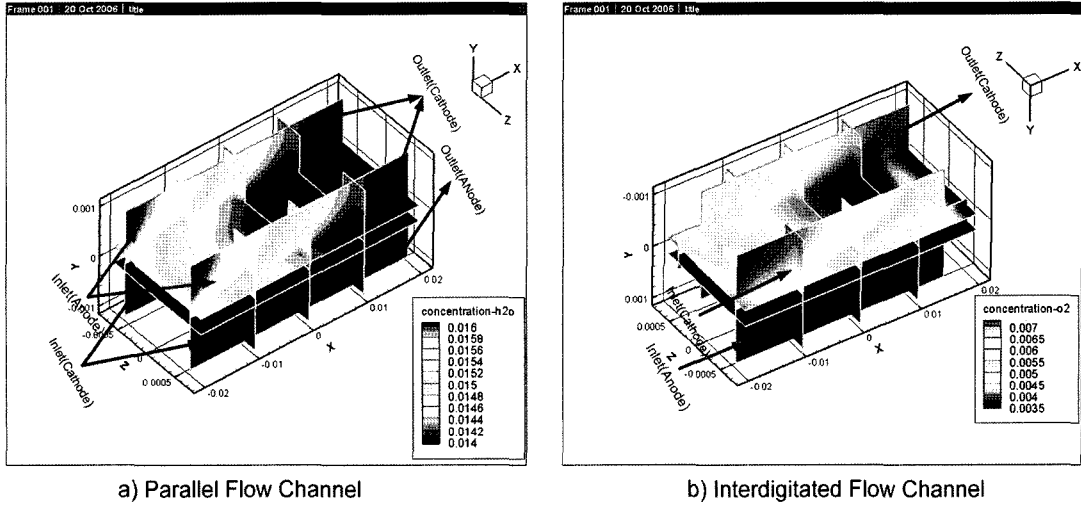 Frame 001 | 20 Oct 2006 | title
Y
X
Z
Outlet(Cathode)
Outlet(ANode)
0.001
0
Y
-0.0005
Inlet(Anode)
Inlet(Cathode)
Z
0
0.0005
-0.02
-0.01
0
X
0.01
0.02
concentration-h2o
0.016
0.0158
0.0156
0.0154
0.0152
0.015
0.0148
0.0146
0.0144
0.0142
0.014
a) Parallel Flow Channel
Frame 001 | 20 Oct 2006 | title
Z
X
Y
Outlet(Cathode)
-0.001
0
Y
0.001
0.0005
Inlet(Cathode)
Inlet(Anode)
Z
0
-0.0005
-0.02
-0.01
0
X
0.01
0.02
concentration-o2
0.007
0.0065
0.006
0.0055
0.005
0.0045
0.004
0.0035
b) Interdigitated Flow Channel